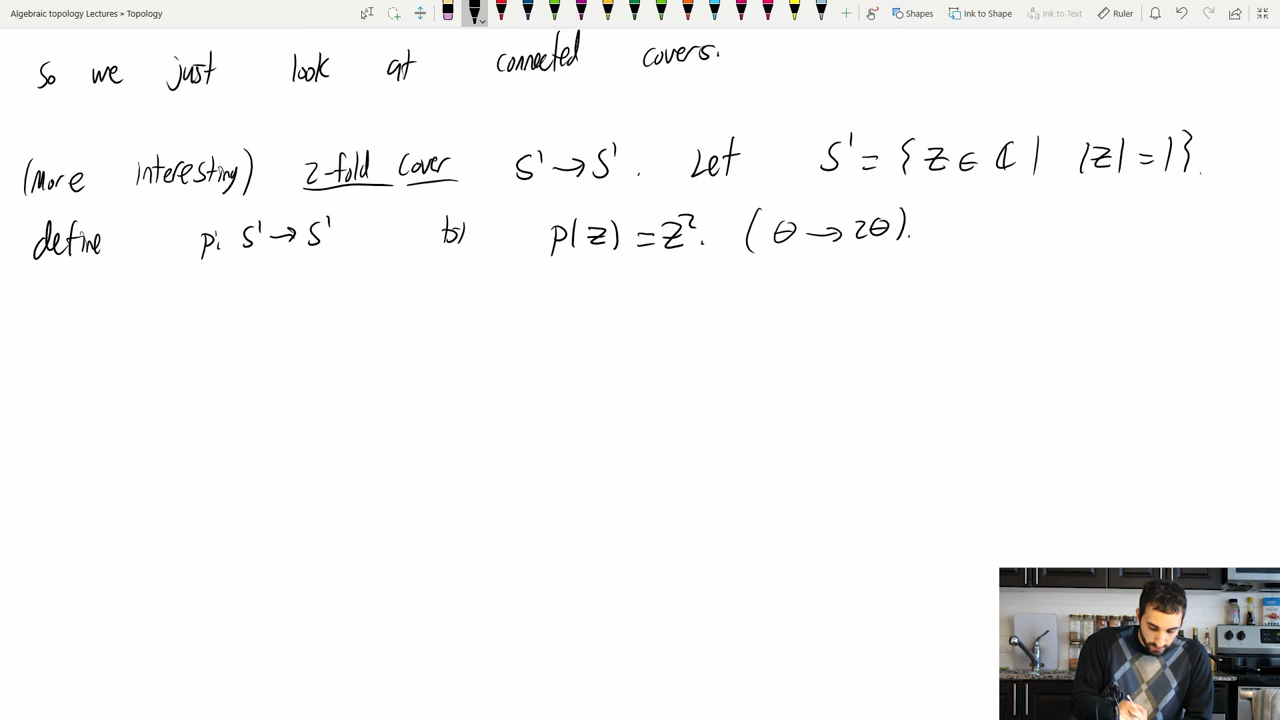 Algebraic topology Lectures » Topology
Shapes Ink to Shape Ink to Text Ruler
So we just look at connected covers.
(More interesting) 2-fold cover S¹ → S¹. Let S¹ = {z ∈ ℂ | |z| = 1}.
define p: S¹ → S¹ by p(z) = z². (θ → 2θ).